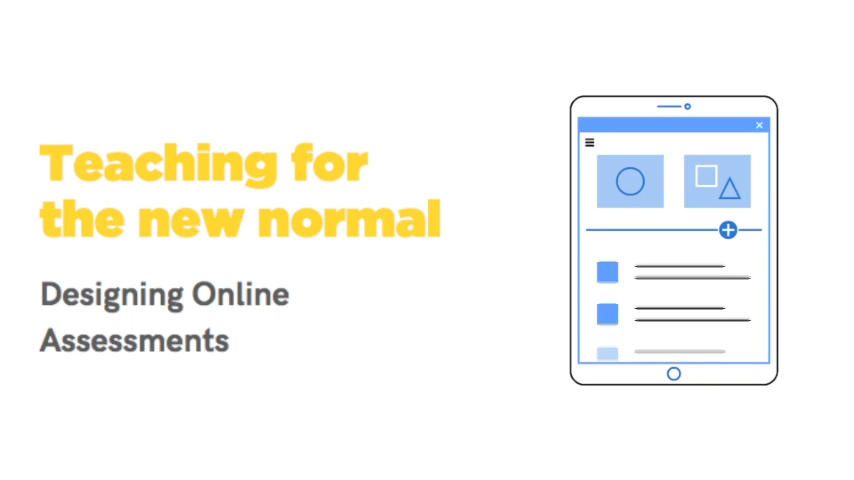 Teaching for
the new normal
Designing Online
Assessments